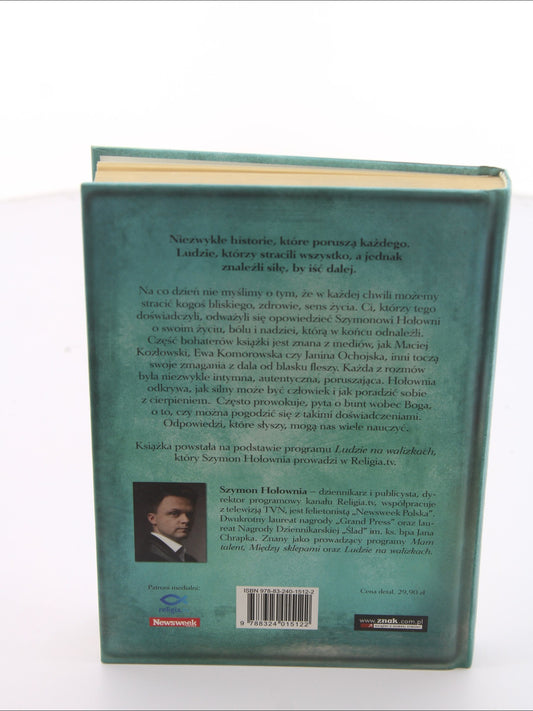 Niezwykłe historie, które poruszą każdego.
Ludzie, którzy stracili wszystko, a jednak
znaleźli siłę, by iść dalej.
Na co dzień nie myślimy o tym, że w każdej chwili możemy
stracić kogoś bliskiego, zdrowie, sens życia. Ci, którzy tego
doświadczyli, odważyli się opowiedzieć Szymonowi Hołowni
o swoim życiu, bólu i nadziei, którą w końcu odnaleźli.
Część bohaterów książki jest znana z mediów, jak Maciej
Kozłowski, Ewa Komorowska czy Janina Ochojska, inni toczą
swoje zmagania z dala od blasku fleszy. Każda z rozmów
była niezwykle intymna, autentyczna, poruszająca. Hołownia
odkrywa, jak silny może być człowiek i jak poradzić sobie
z cierpieniem. Często prowokuje, pyta o bunt wobec Boga,
o to, czy można pogodzić się z takimi doświadczeniami.
Odpowiedzi, które słyszy, mogą nas wiele nauczyć.
Książka powstała na podstawie programu Ludzie na walizkach,
który Szymon Hołownia prowadzi w Religia.tv.
Szymon Hołownia – dziennikarz i publicysta, dy-
rektor programowy kanału Religia.tv, współpracuje
z telewizją TVN, jest felietonistą „Newsweek Polska”.
Dwukrotny laureat nagrody „Grand Press” oraz lau-
reat Nagrody Dziennikarskiej „Ślad” im. ks. bpa Jana
Chrapka. Znany jako prowadzący programy Mam
talent, Między sklepami oraz Ludzie na walizkach.
Patroni medialni:
religia.
Newsweek
ISBN 978-83-240-1512-2
9 788324 015122
Cena detal. 29,90 zł
www.znak.com.pl